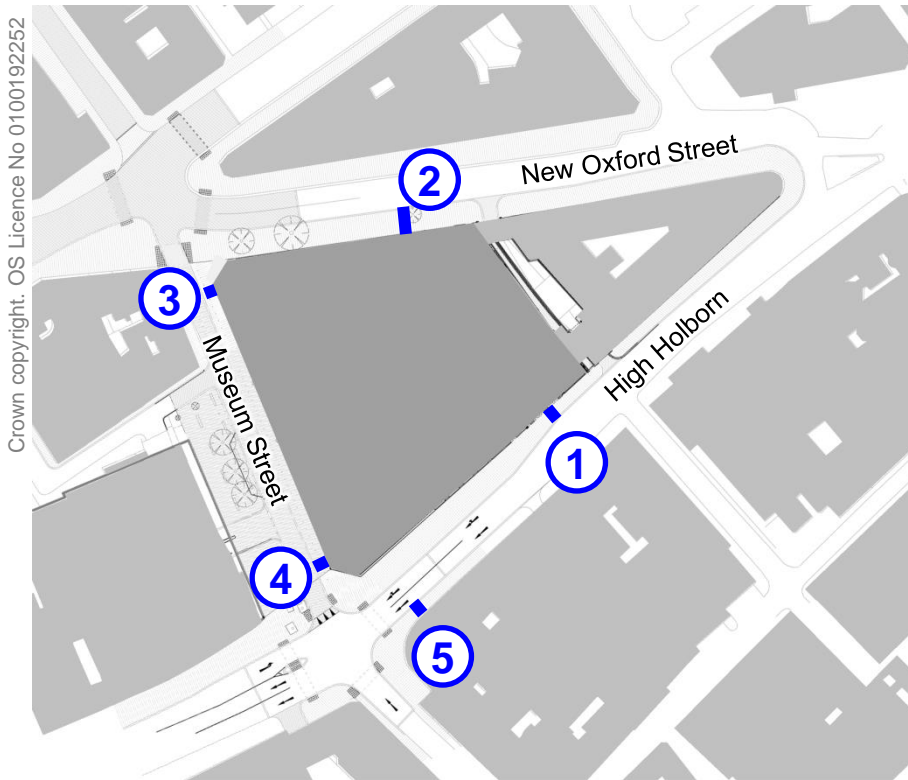 Crown copyright. OS Licence No 0100192252
2
New Oxford Street
3
Museum Street
High Holborn
1
4
5